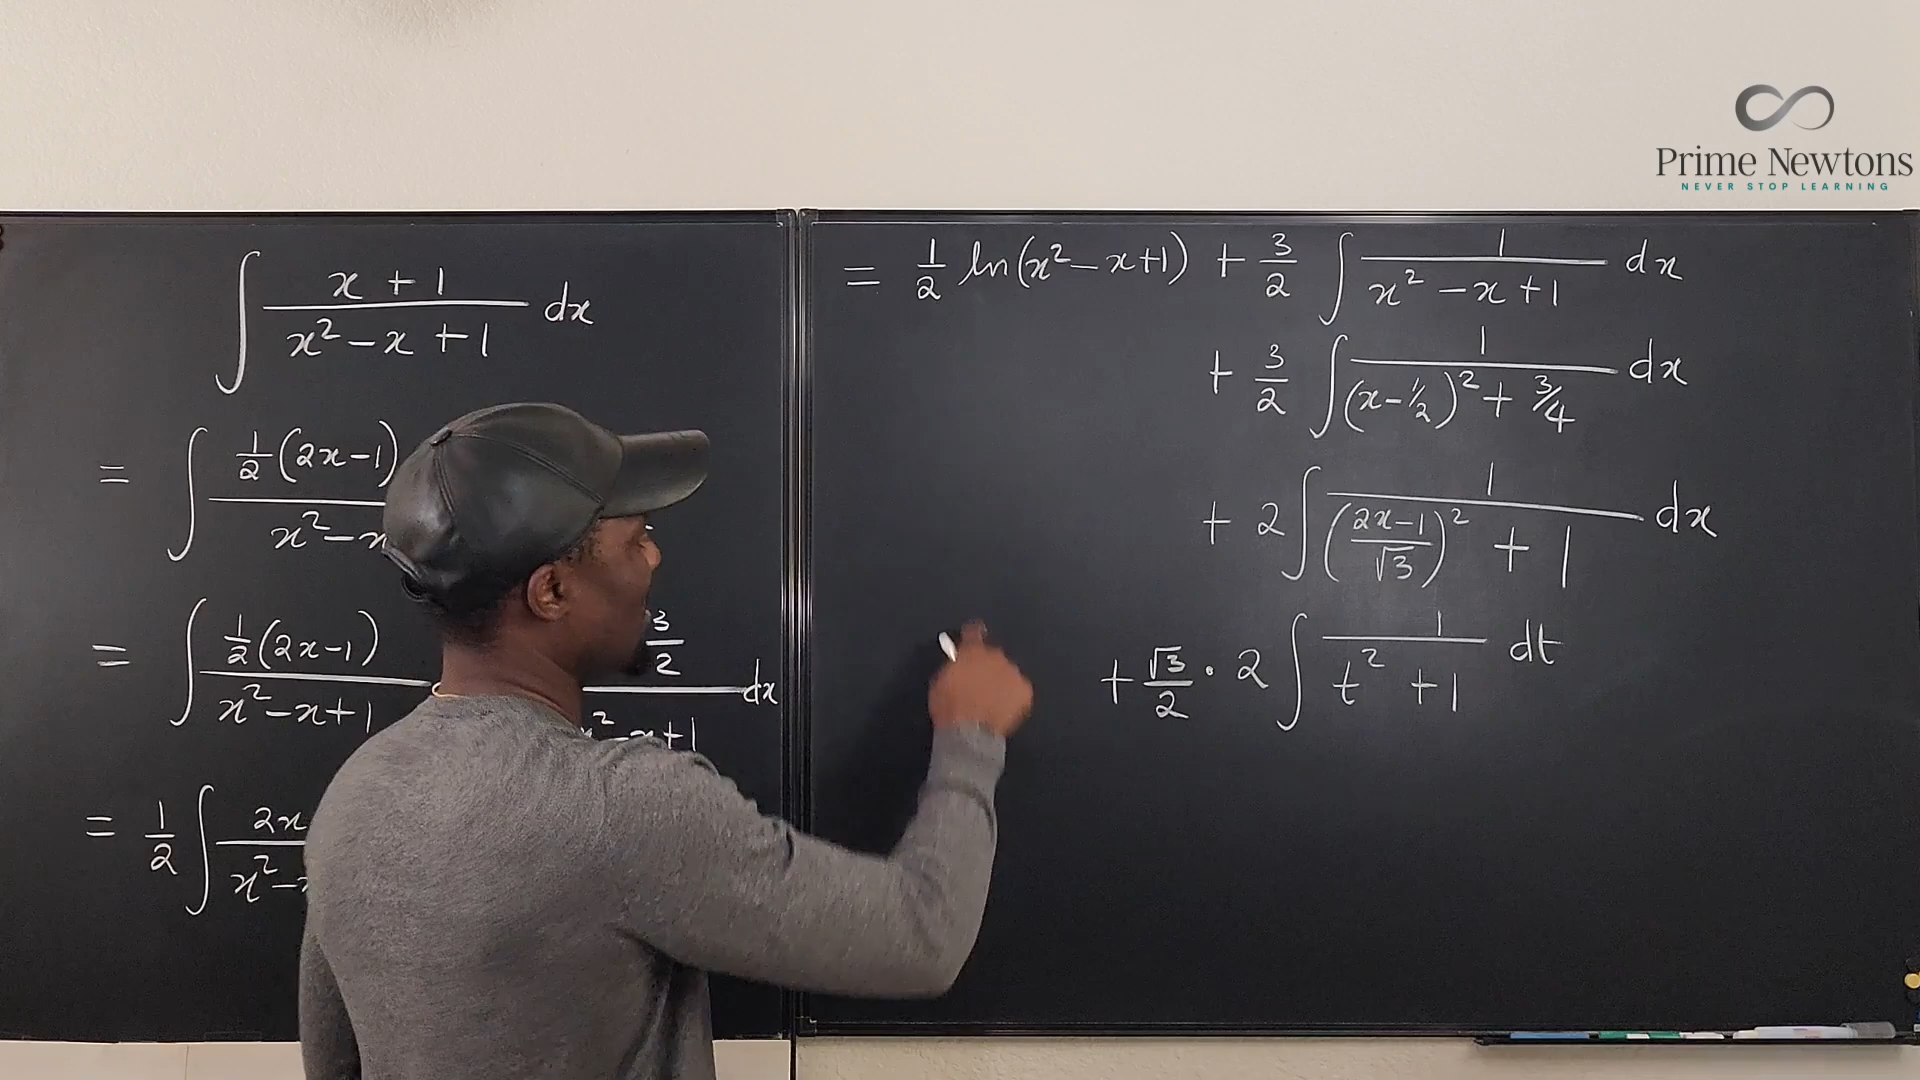 Prime Newtons
NEVER STOP LEARNING
∫ (x + 1)/(x² - x + 1) dx
= ∫ ½(2x-1) / x² - x
= ∫ ½(2x-1)/(x² - x + 1) 3/2 / x² - x + 1 dx
= ½ ∫ 2x / x² -
= ½ ln(x² - x + 1) + 3/2 ∫ 1/(x² - x + 1) dx
+ 3/2 ∫ 1/((x - ½)² + ¾) dx
+ 2 ∫ 1/(((2x-1)/√3)² + 1) dx
+ √3/2 · 2 ∫ 1/(t² + 1) dt